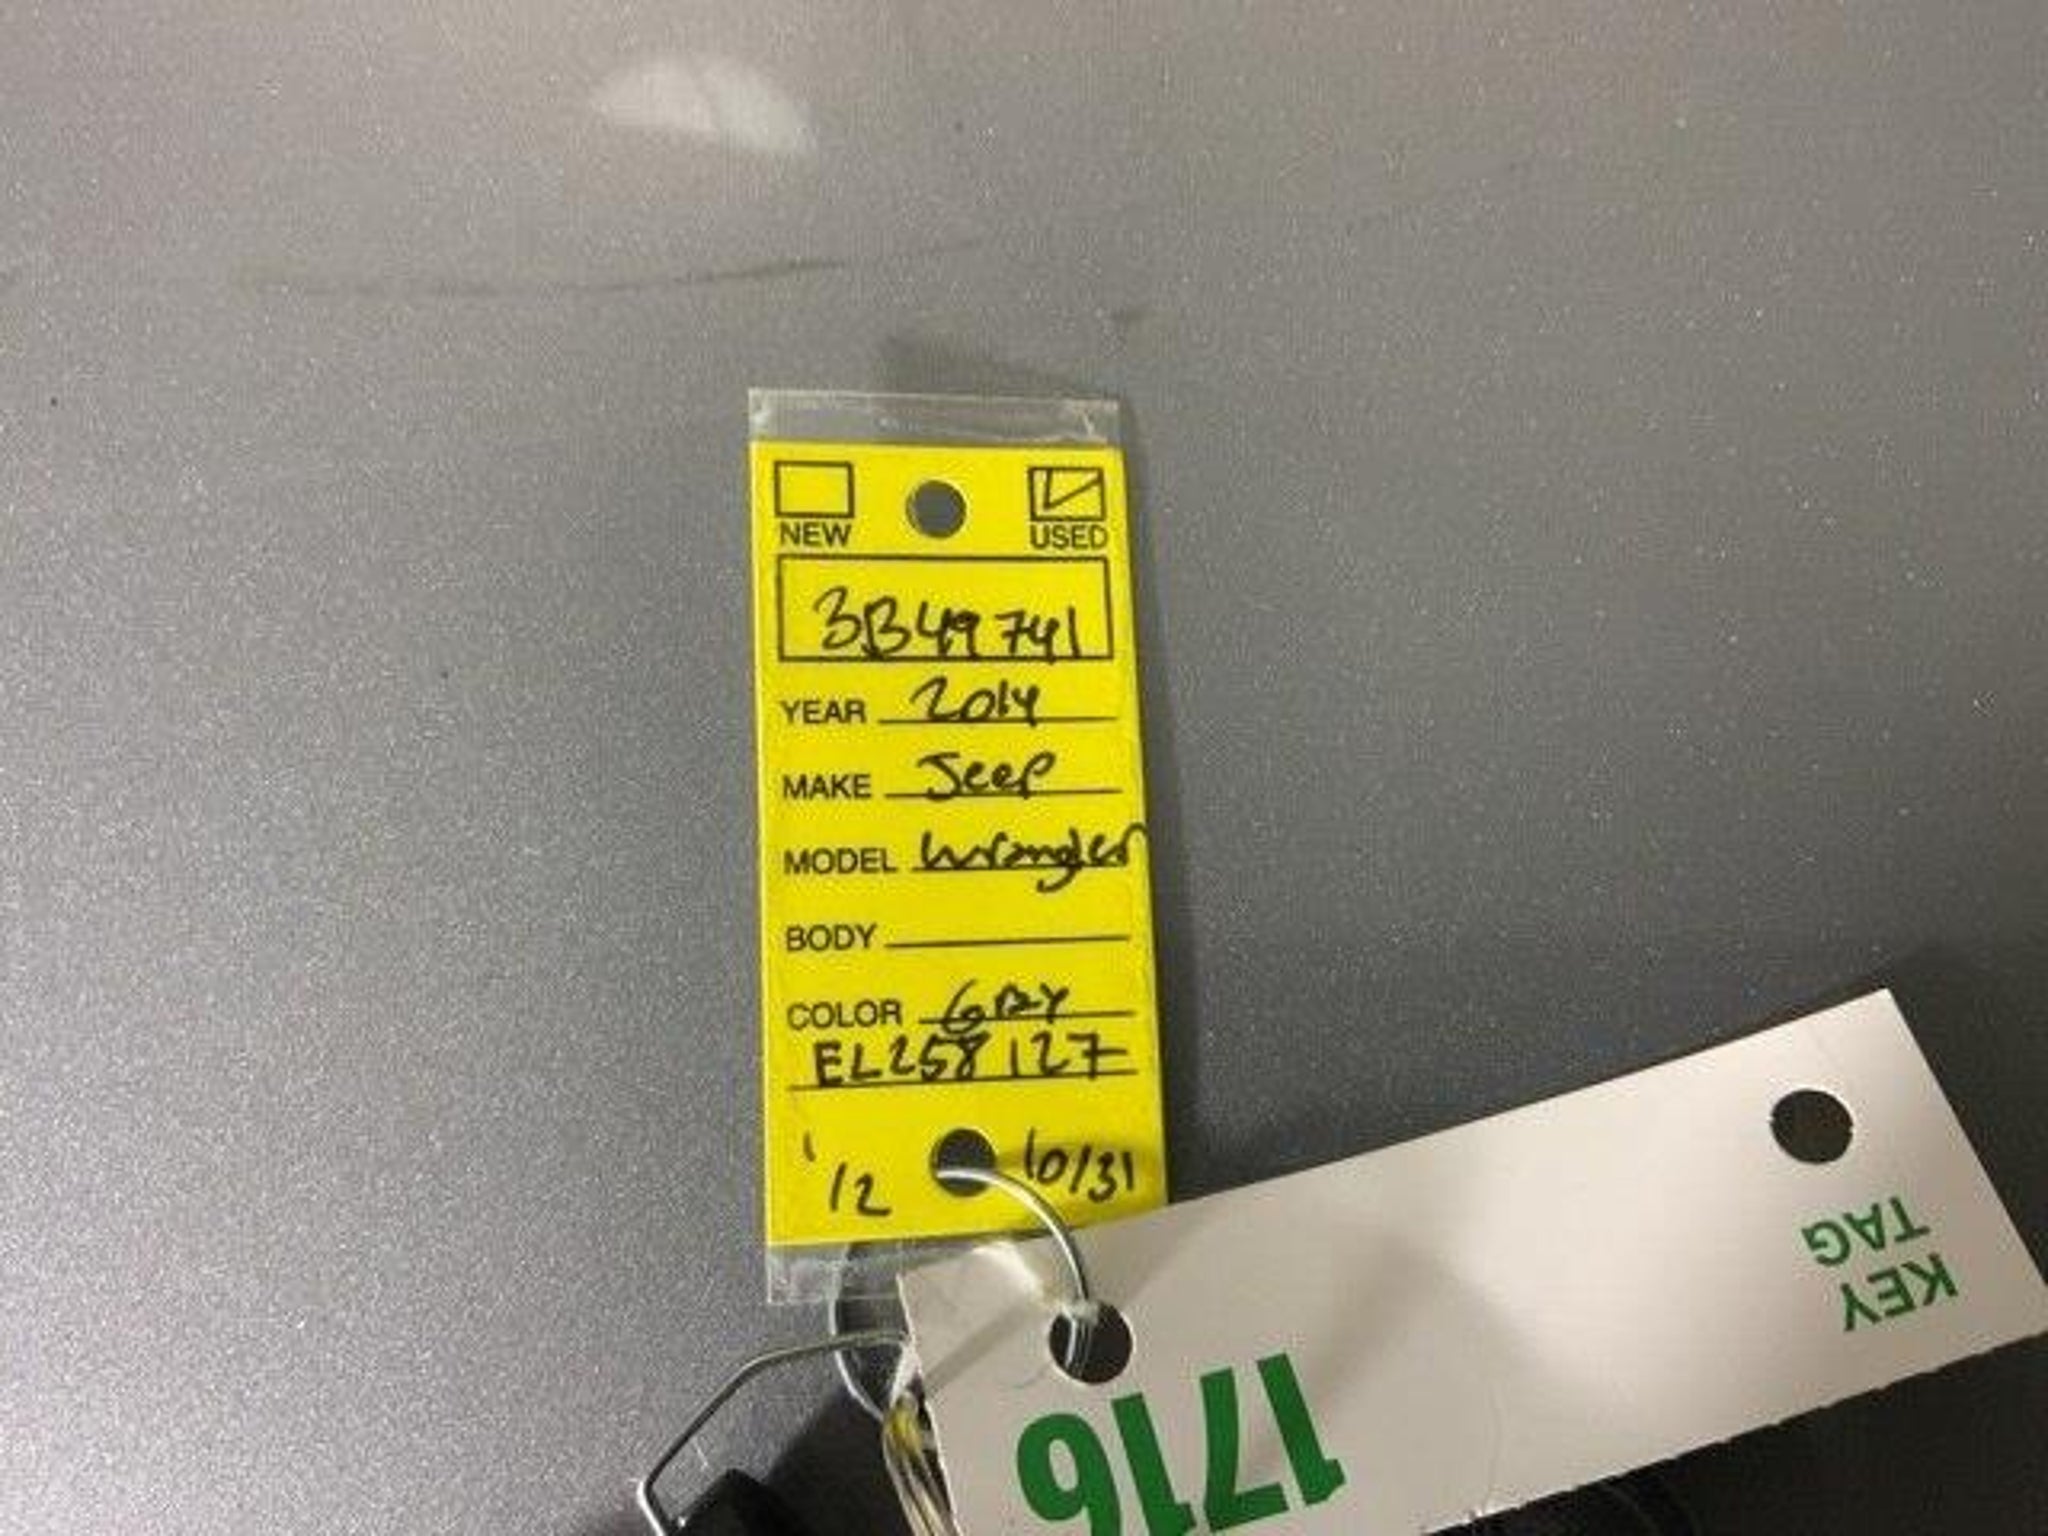 NEW USED
3B49741
YEAR 2014
MAKE Jeep
MODEL Wrangler
BODY
COLOR Gray
EL258127
1/2 10/31
KEY
TAG
1716